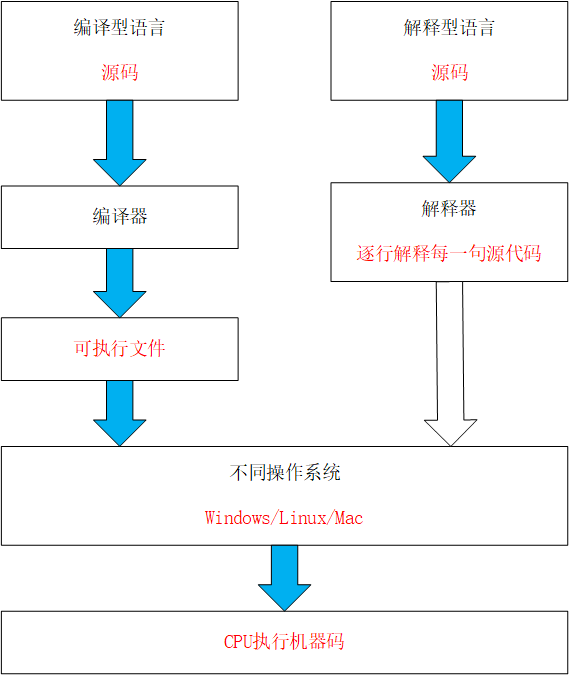 编译型语言
源码
解释型语言
源码
编译器
解释器
逐行解释每一句源代码
可执行文件
不同操作系统
Windows/Linux/Mac
CPU执行机器码